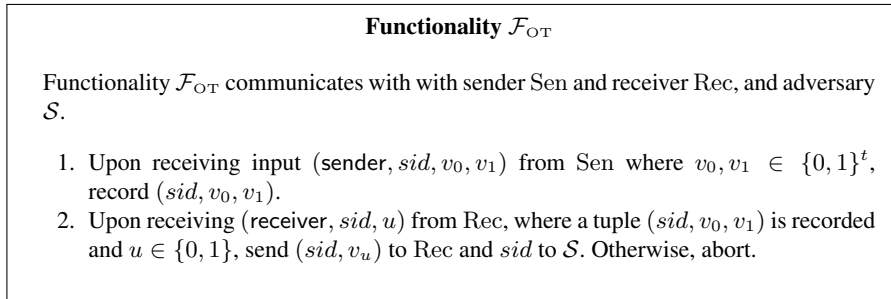 Functionality $\mathcal{F}_{\mathrm{OT}}$
Functionality $\mathcal{F}_{\mathrm{OT}}$ communicates with with sender Sen and receiver Rec, and adversary
$\mathcal{S}$.
1. Upon receiving input (sender, $sid, v_0, v_1$) from Sen where $v_0, v_1 \in \{0, 1\}^t$,
record $(sid, v_0, v_1)$.
2. Upon receiving (receiver, $sid, u$) from Rec, where a tuple $(sid, v_0, v_1)$ is recorded
and $u \in \{0, 1\}$, send $(sid, v_u)$ to Rec and $sid$ to $\mathcal{S}$. Otherwise, abort.